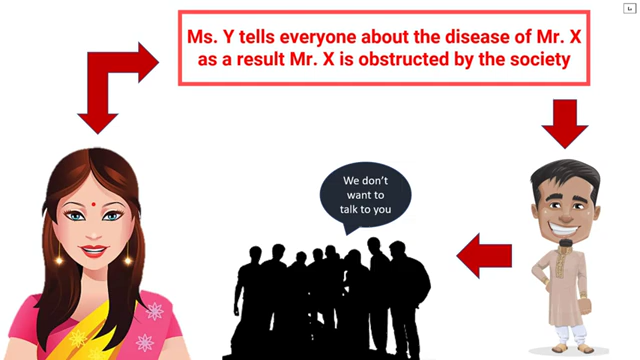 Ms. Y tells everyone about the disease of Mr. X
as a result Mr. X is obstructed by the society
We don't
want to
talk to you